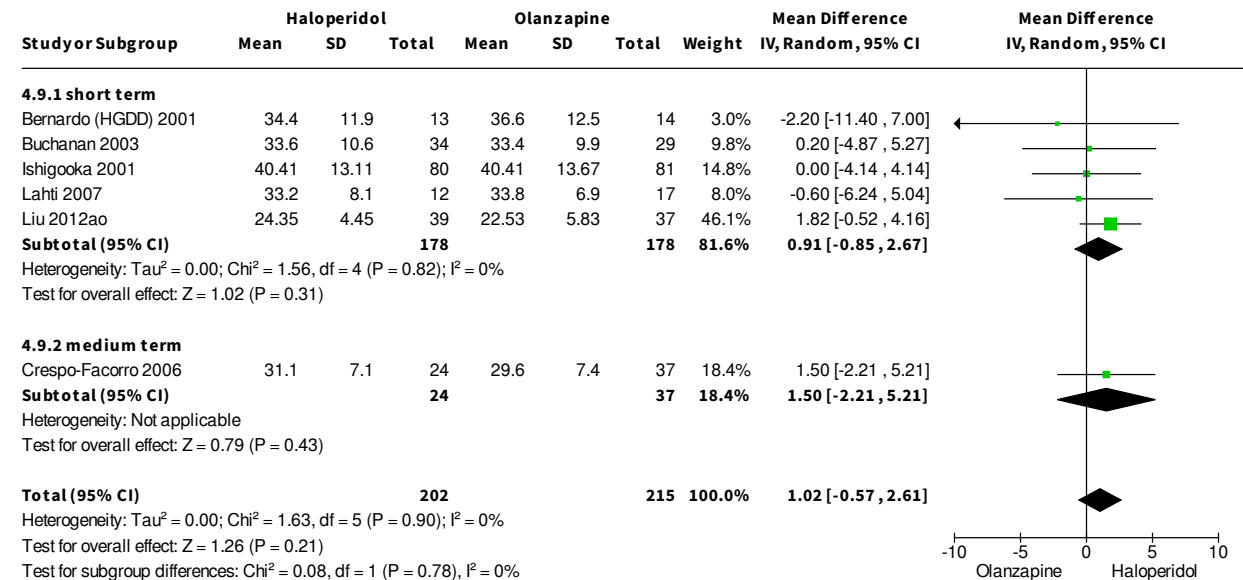 Haloperidol Olanzapine Mean Difference Mean Difference
Study or Subgroup Mean SD Total Mean SD Total Weight IV, Random, 95% CI IV, Random, 95% CI
4.9.1 short term
Bernardo (HGDD) 2001 34.4 11.9 13 36.6 12.5 14 3.0% -2.20 [-11.40 , 7.00]
Buchanan 2003 33.6 10.6 34 33.4 9.9 29 9.8% 0.20 [-4.87 , 5.27]
Ishigooka 2001 40.41 13.11 80 40.41 13.67 81 14.8% 0.00 [-4.14 , 4.14]
Lahti 2007 33.2 8.1 12 33.8 6.9 17 8.0% -0.60 [-6.24 , 5.04]
Liu 2012ao 24.35 4.45 39 22.53 5.83 37 46.1% 1.82 [-0.52 , 4.16]
Subtotal (95% CI) 178 178 81.6% 0.91 [-0.85 , 2.67]
Heterogeneity: Tau² = 0.00; Chi² = 1.56, df = 4 (P = 0.82); I² = 0%
Test for overall effect: Z = 1.02 (P = 0.31)
4.9.2 medium term
Crespo-Facorro 2006 31.1 7.1 24 29.6 7.4 37 18.4% 1.50 [-2.21 , 5.21]
Subtotal (95% CI) 24 37 18.4% 1.50 [-2.21 , 5.21]
Heterogeneity: Not applicable
Test for overall effect: Z = 0.79 (P = 0.43)
Total (95% CI) 202 215 100.0% 1.02 [-0.57 , 2.61]
Heterogeneity: Tau² = 0.00; Chi² = 1.63, df = 5 (P = 0.90); I² = 0%
Test for overall effect: Z = 1.26 (P = 0.21)
Test for subgroup differences: Chi² = 0.08, df = 1 (P = 0.78), I² = 0%
-10 -5 0 5 10
Olanzapine Haloperidol